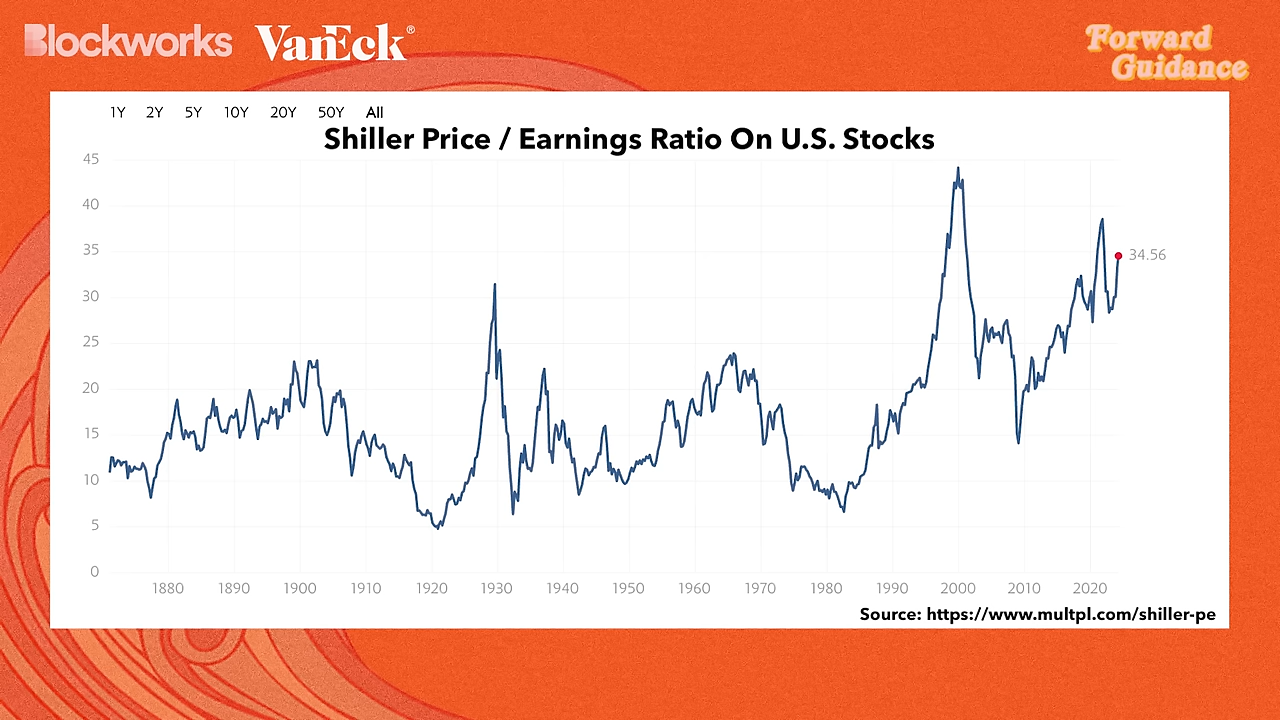 Blockworks
VanEck®
Forward
Guidance
1Y 2Y 5Y 10Y 20Y 50Y All
Shiller Price / Earnings Ratio On U.S. Stocks
45
40
35
30
25
20
15
10
5
0
34.56
1880 1890 1900 1910 1920 1930 1940 1950 1960 1970 1980 1990 2000 2010 2020
Source: https://www.multpl.com/shiller-pe